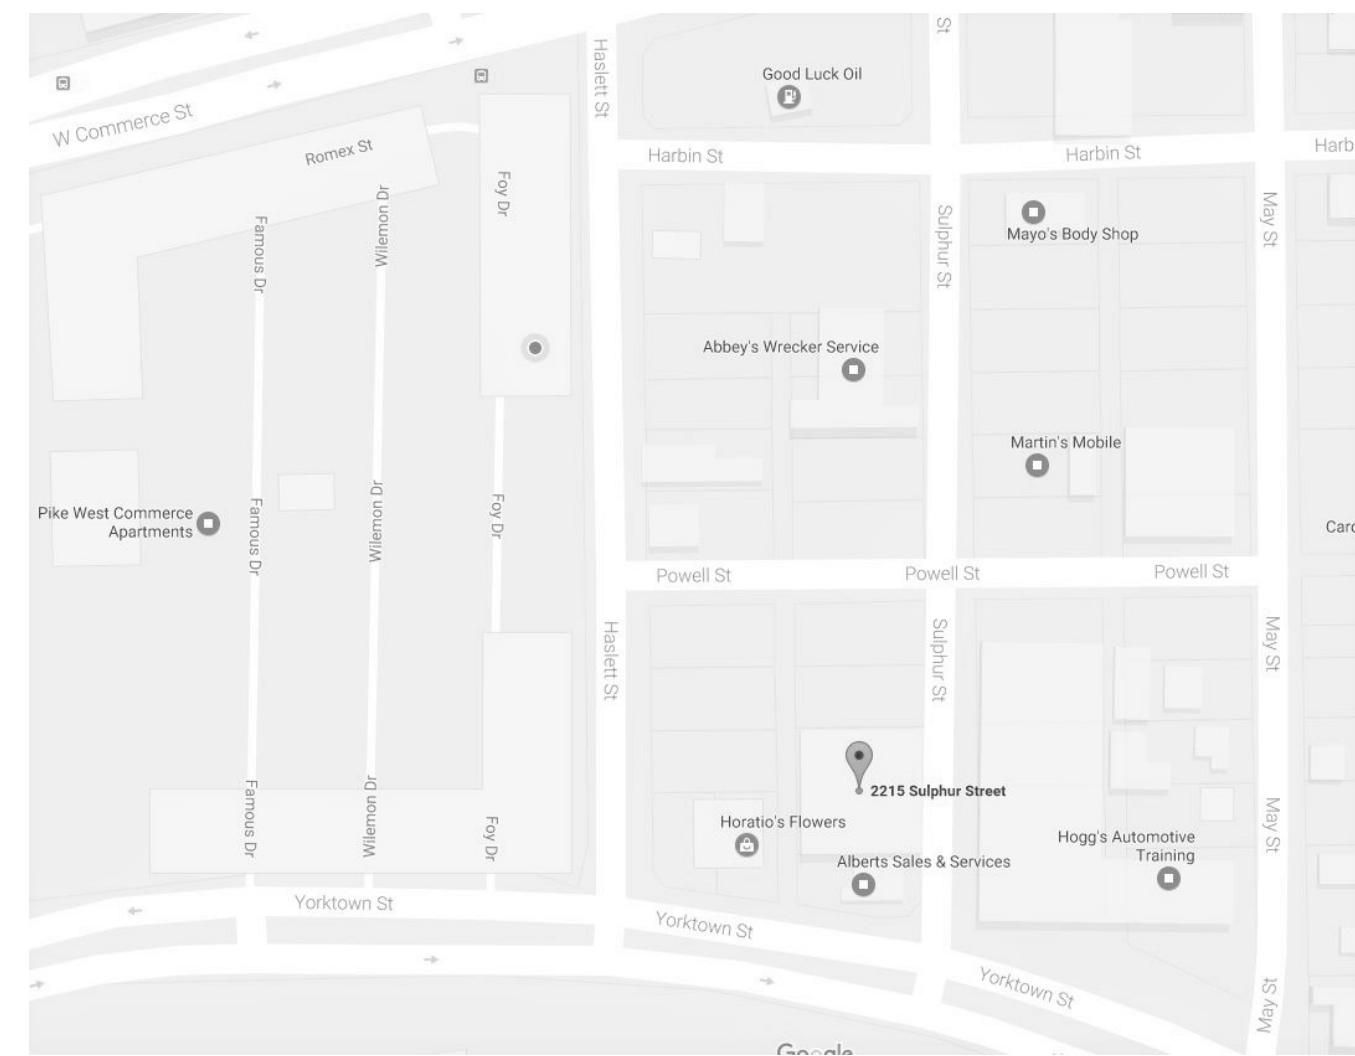 St
Haslett St
Good Luck Oil
W Commerce St
Romex St
Harbin St
Harbin St
Harb
Foy Dr
Wilemon Dr
Famous Dr
Sulphur St
May St
Mayo's Body Shop
Abbey's Wrecker Service
Martin's Mobile
Pike West Commerce
Apartments
Famous Dr
Wilemon Dr
Foy Dr
Card
Powell St
Powell St
Powell St
Haslett St
Sulphur St
May St
2215 Sulphur Street
Horatio's Flowers
Alberts Sales & Services
Hogg's Automotive
Training
May St
Famous Dr
Wilemon Dr
Foy Dr
Yorktown St
Yorktown St
Yorktown St
May St
Google